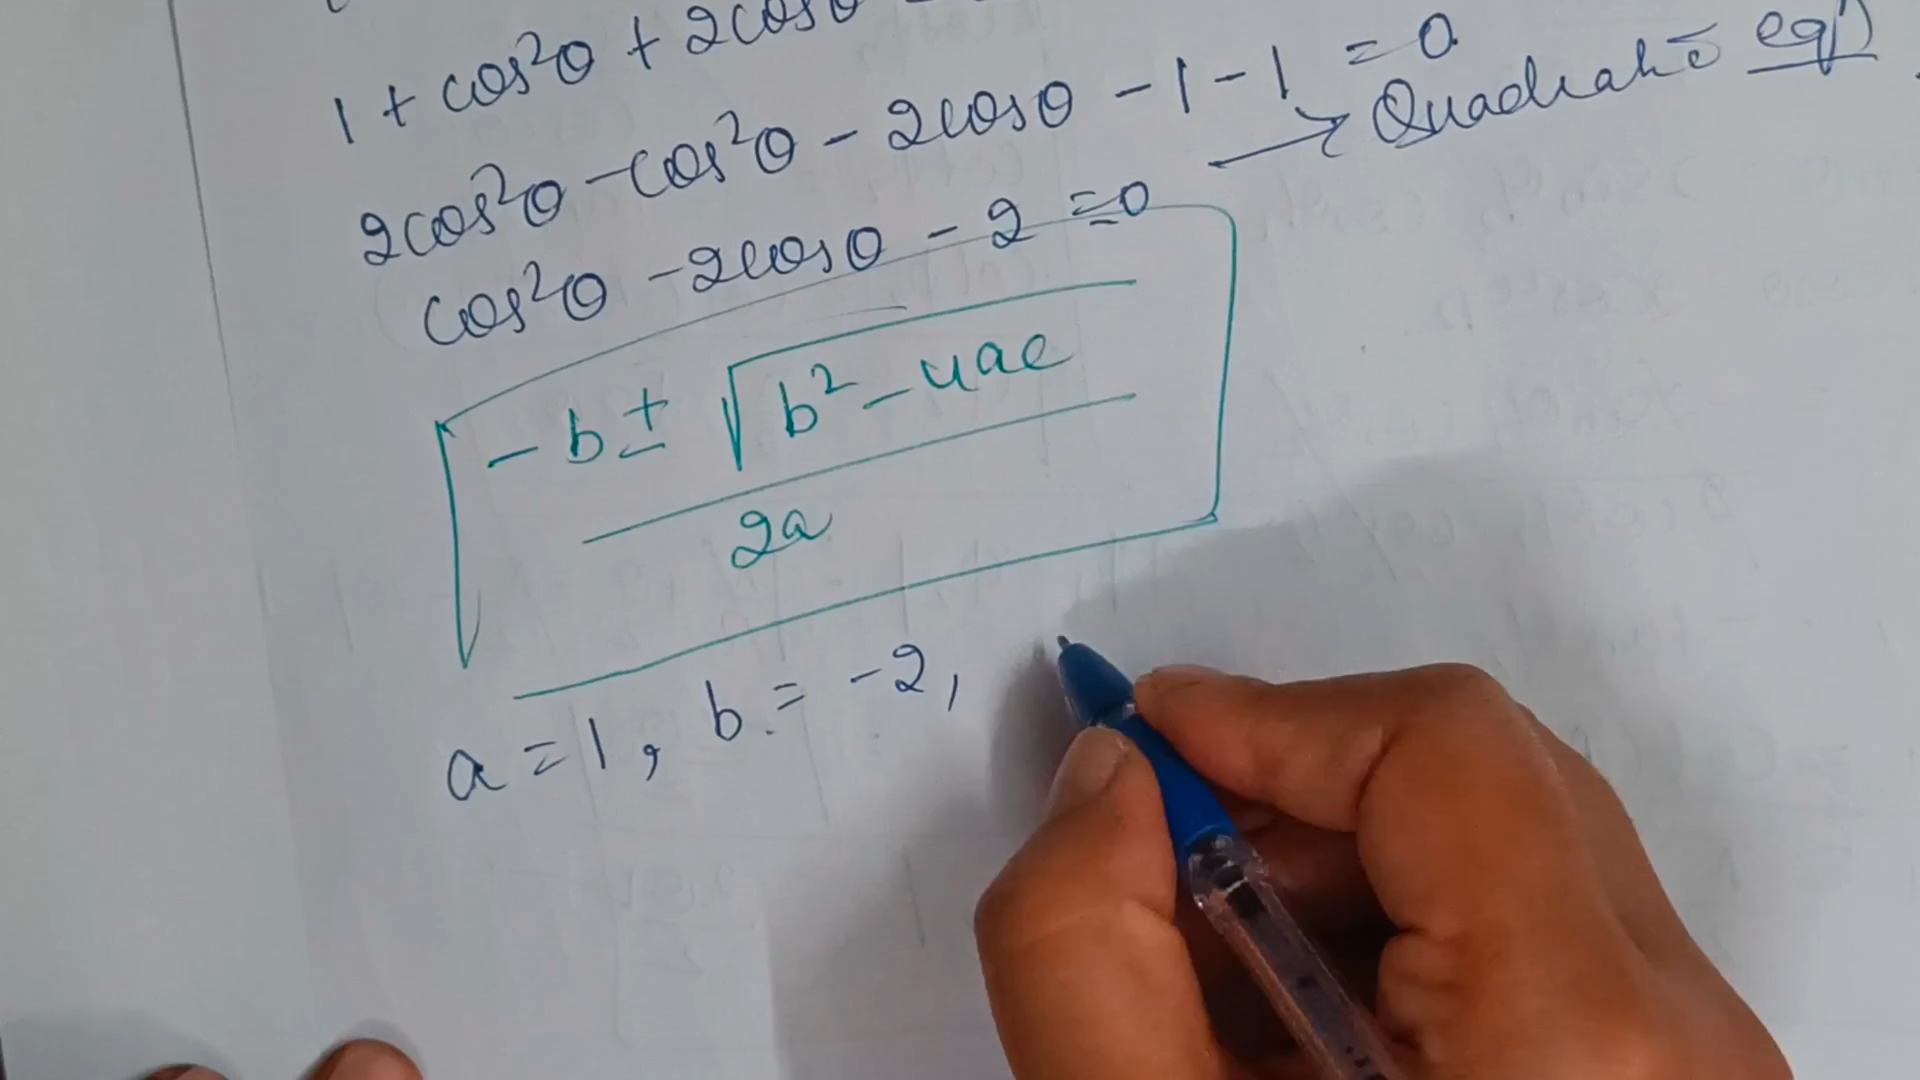 1 + cos²θ + 2cosθ
2cos²θ - cos²θ - 2cosθ - 1 - 1 = 0
cos²θ - 2cosθ - 2 = 0 → Quadratic eqn
-b ± √b² - 4ac
2a
a = 1, b = -2,